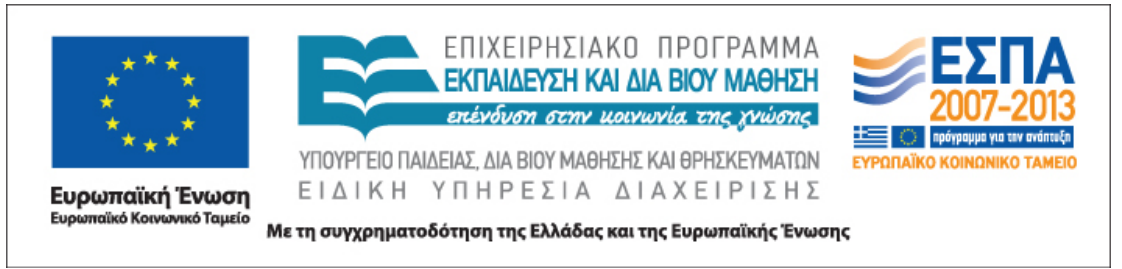 Ευρωπαϊκή Ένωση
Ευρωπαϊκό Κοινωνικό Ταμείο
ΕΠΙΧΕΙΡΗΣΙΑΚΟ ΠΡΟΓΡΑΜΜΑ
ΕΚΠΑΙΔΕΥΣΗ ΚΑΙ ΔΙΑ ΒΙΟΥ ΜΑΘΗΣΗ
επένδυση στην κοινωνία της γνώσης
ΥΠΟΥΡΓΕΙΟ ΠΑΙΔΕΙΑΣ, ΔΙΑ ΒΙΟΥ ΜΑΘΗΣΗΣ ΚΑΙ ΘΡΗΣΚΕΥΜΑΤΩΝ
ΕΙΔΙΚΗ ΥΠΗΡΕΣΙΑ ΔΙΑΧΕΙΡΙΣΗΣ
Με τη συγχρηματοδότηση της Ελλάδας και της Ευρωπαϊκής Ένωσης
ΕΣΠΑ
2007-2013
πρόγραμμα για την ανάπτυξη
ΕΥΡΩΠΑΪΚΟ ΚΟΙΝΩΝΙΚΟ ΤΑΜΕΙΟ